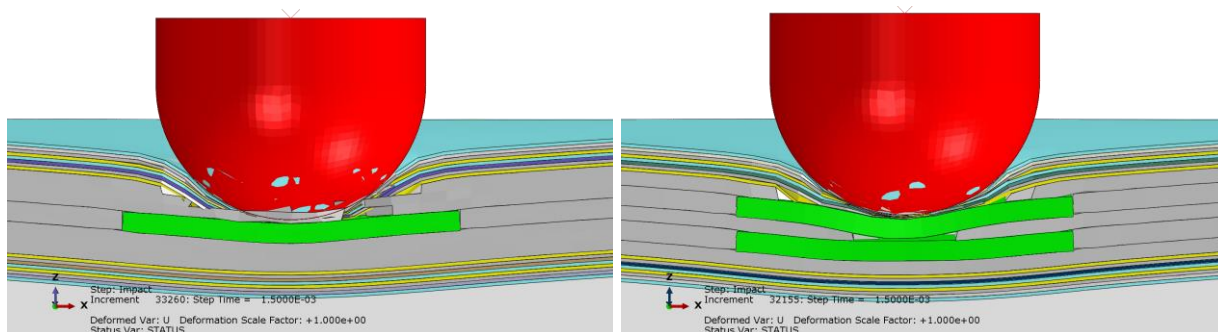 Z
X
Step: Impact
Increment 33260: Step Time = 1.5000E-03
Deformed Var: U Deformation Scale Factor: +1.000e+00
Status Var: STATUS
Z
X
Step: Impact
Increment 32155: Step Time = 1.5000E-03
Deformed Var: U Deformation Scale Factor: +1.000e+00
Status Var: STATUS